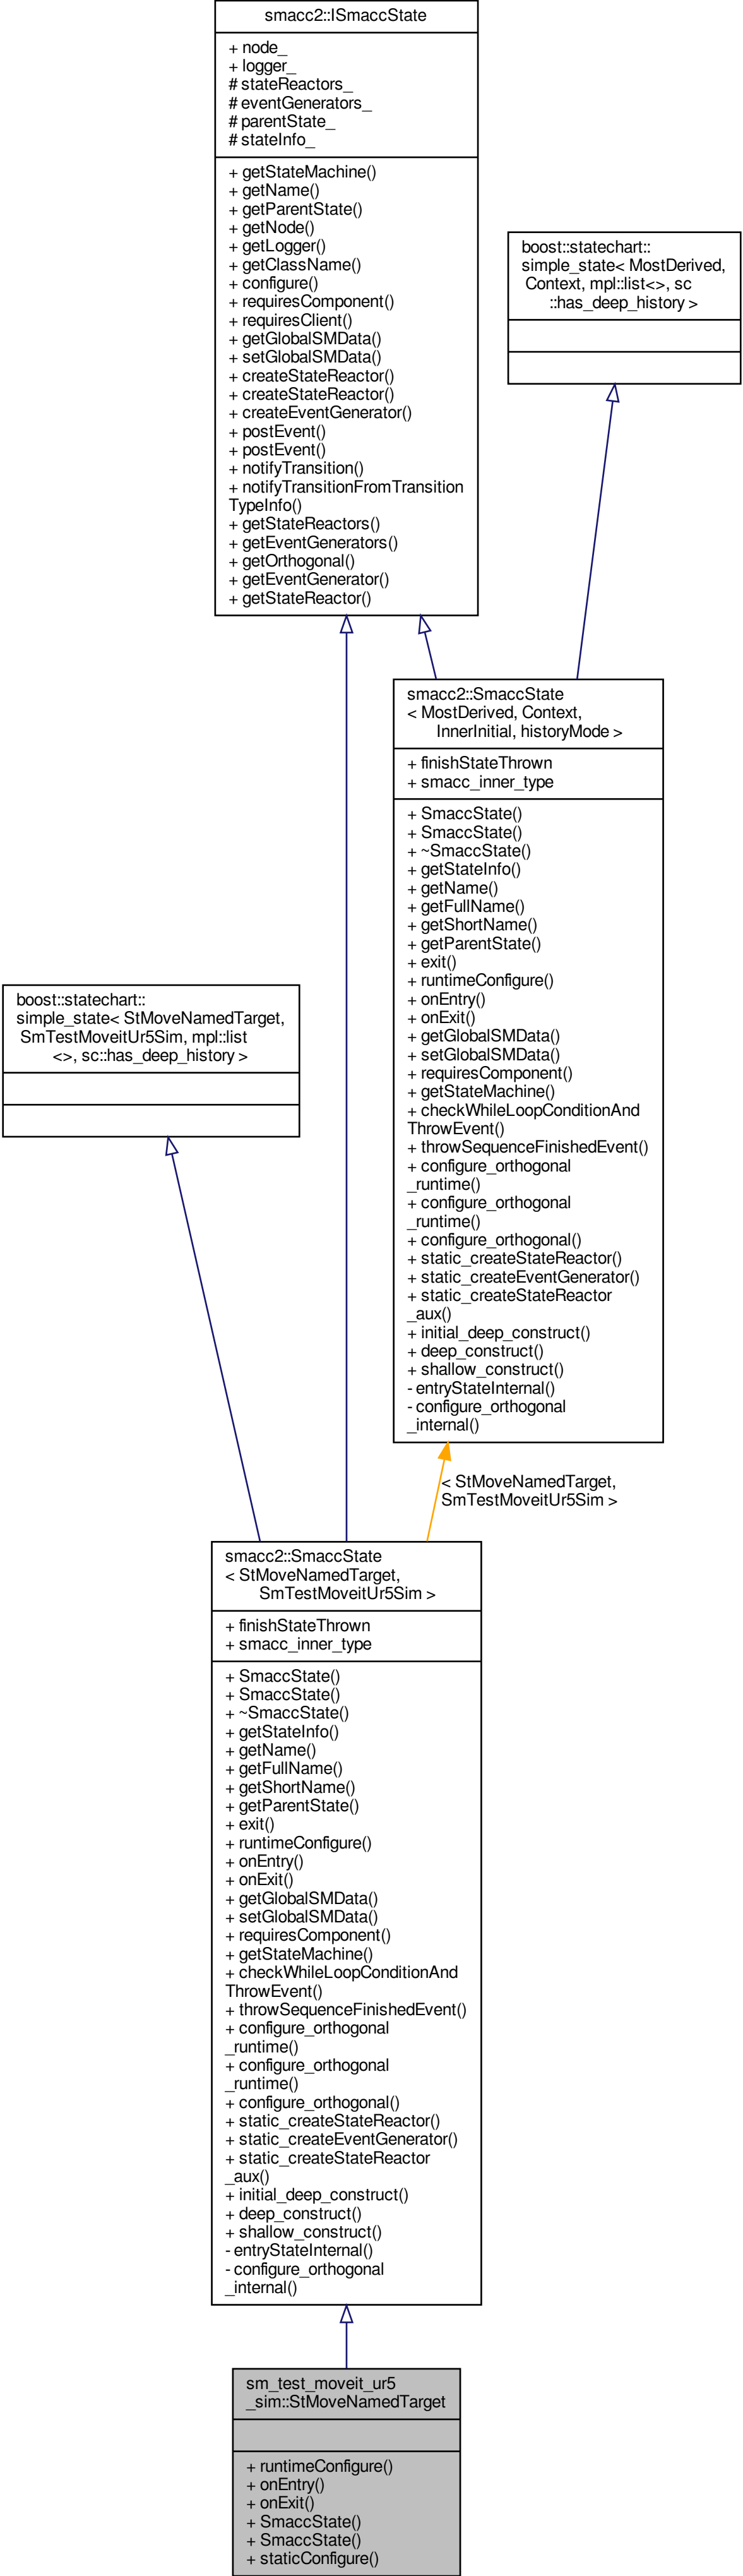 smacc2::ISmaccState
+ node_
+ logger_
# stateReactors_
# eventGenerators_
# parentState_
# stateInfo_
+ getStateMachine()
+ getName()
+ getParentState()
+ getNode()
+ getLogger()
+ getClassName()
+ configure()
+ requiresComponent()
+ requiresClient()
+ getGlobalSMData()
+ setGlobalSMData()
+ createStateReactor()
+ createStateReactor()
+ createEventGenerator()
+ postEvent()
+ postEvent()
+ notifyTransition()
+ notifyTransitionFromTransition
TypeInfo()
+ getStateReactors()
+ getEventGenerators()
+ getOrthogonal()
+ getEventGenerator()
+ getStateReactor()
boost::statechart::
simple_state< MostDerived,
Context, mpl::list<>, sc
::has_deep_history >
smacc2::SmaccState
< MostDerived, Context,
InnerInitial, historyMode >
+ finishStateThrown
+ smacc_inner_type
+ SmaccState()
+ SmaccState()
+ ~SmaccState()
+ getStateInfo()
+ getName()
+ getFullName()
+ getShortName()
+ getParentState()
+ exit()
+ runtimeConfigure()
+ onEntry()
+ onExit()
+ getGlobalSMData()
+ setGlobalSMData()
+ requiresComponent()
+ getStateMachine()
+ checkWhileLoopConditionAnd
ThrowEvent()
+ throwSequenceFinishedEvent()
+ configure_orthogonal
_runtime()
+ configure_orthogonal
_runtime()
+ configure_orthogonal()
+ static_createStateReactor()
+ static_createEventGenerator()
+ static_createStateReactor
_aux()
+ initial_deep_construct()
+ deep_construct()
+ shallow_construct()
- entryStateInternal()
- configure_orthogonal
_internal()
boost::statechart::
simple_state< StMoveNamedTarget,
SmTestMoveitUr5Sim, mpl::list
<>, sc::has_deep_history >
< StMoveNamedTarget,
SmTestMoveitUr5Sim >
smacc2::SmaccState
< StMoveNamedTarget,
SmTestMoveitUr5Sim >
+ finishStateThrown
+ smacc_inner_type
+ SmaccState()
+ SmaccState()
+ ~SmaccState()
+ getStateInfo()
+ getName()
+ getFullName()
+ getShortName()
+ getParentState()
+ exit()
+ runtimeConfigure()
+ onEntry()
+ onExit()
+ getGlobalSMData()
+ setGlobalSMData()
+ requiresComponent()
+ getStateMachine()
+ checkWhileLoopConditionAnd
ThrowEvent()
+ throwSequenceFinishedEvent()
+ configure_orthogonal
_runtime()
+ configure_orthogonal
_runtime()
+ configure_orthogonal()
+ static_createStateReactor()
+ static_createEventGenerator()
+ static_createStateReactor
_aux()
+ initial_deep_construct()
+ deep_construct()
+ shallow_construct()
- entryStateInternal()
- configure_orthogonal
_internal()
sm_test_moveit_ur5
_sim::StMoveNamedTarget
+ runtimeConfigure()
+ onEntry()
+ onExit()
+ SmaccState()
+ SmaccState()
+ staticConfigure()